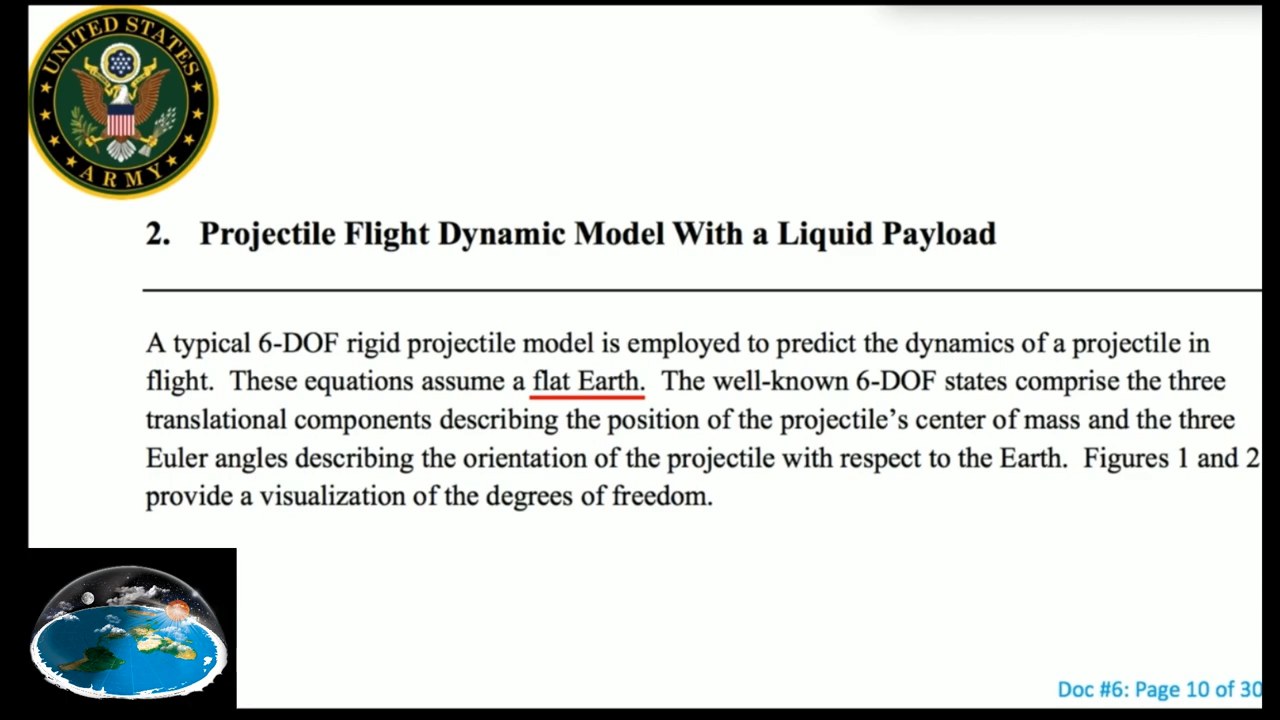 UNITED STATES
ARMY
2. Projectile Flight Dynamic Model With a Liquid Payload
A typical 6-DOF rigid projectile model is employed to predict the dynamics of a projectile in
flight. These equations assume a flat Earth. The well-known 6-DOF states comprise the three
translational components describing the position of the projectile's center of mass and the three
Euler angles describing the orientation of the projectile with respect to the Earth. Figures 1 and 2
provide a visualization of the degrees of freedom.
Doc #6: Page 10 of 30